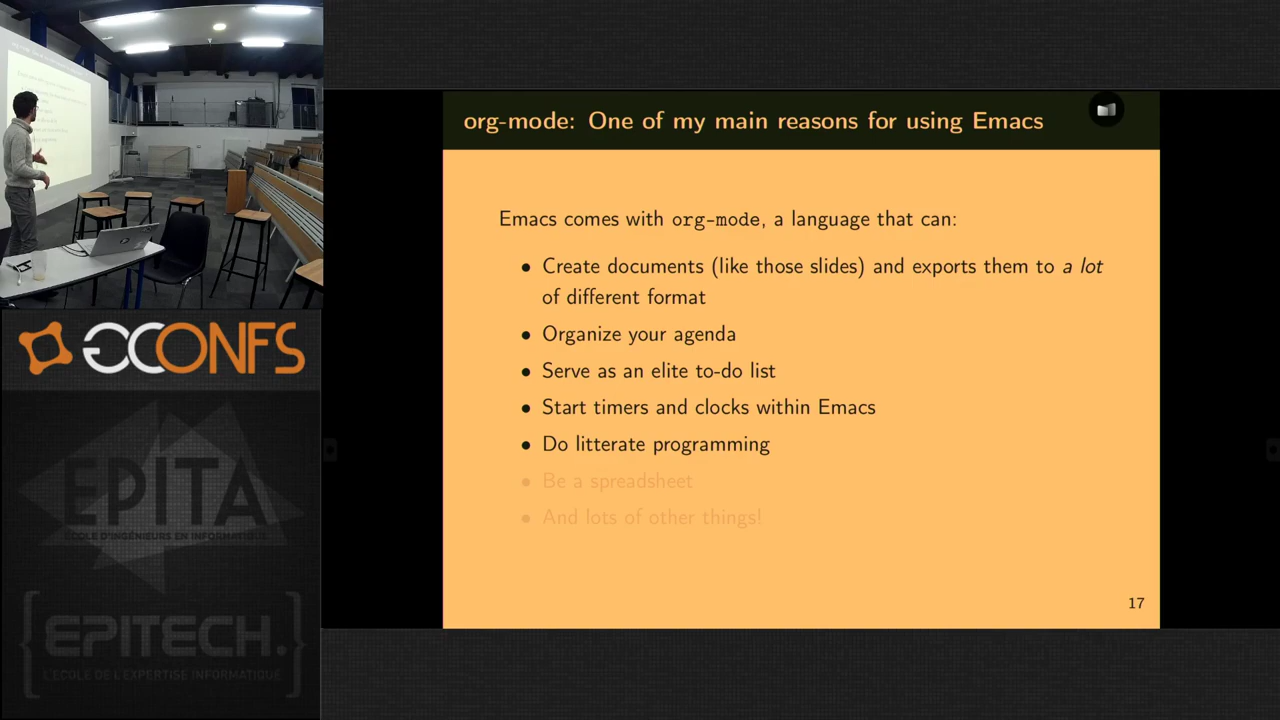 org-mode: One of my main reasons for using Emacs
Emacs comes with org-mode, a language that can:
• Create documents (like those slides) and exports them to a lot
of different format
• Organize your agenda
• Serve as an elite to-do list
• Start timers and clocks within Emacs
• Do litterate programming
• Be a spreadsheet
• And lots of other things!
17
GCONFS
EPITA
ÉCOLE D'INGÉNIEURS EN INFORMATIQUE
{EPITECH.}
L'ÉCOLE DE L'EXPERTISE INFORMATIQUE